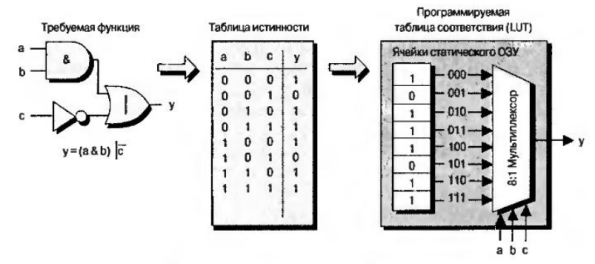 Требуемая функция
a
b
&
c
|
y
y = (a & b) | c̅
Таблица истинности
a b c y
0 0 0 1
0 0 1 0
0 1 0 1
0 1 1 1
1 0 0 1
1 0 1 0
1 1 0 1
1 1 1 1
Программируемая
таблица соответствия (LUT)
Ячейки статического ОЗУ
1 000
0 001
1 010
1 011
1 100
0 101
1 110
1 111
8:1 Мультиплексор
y
a b c